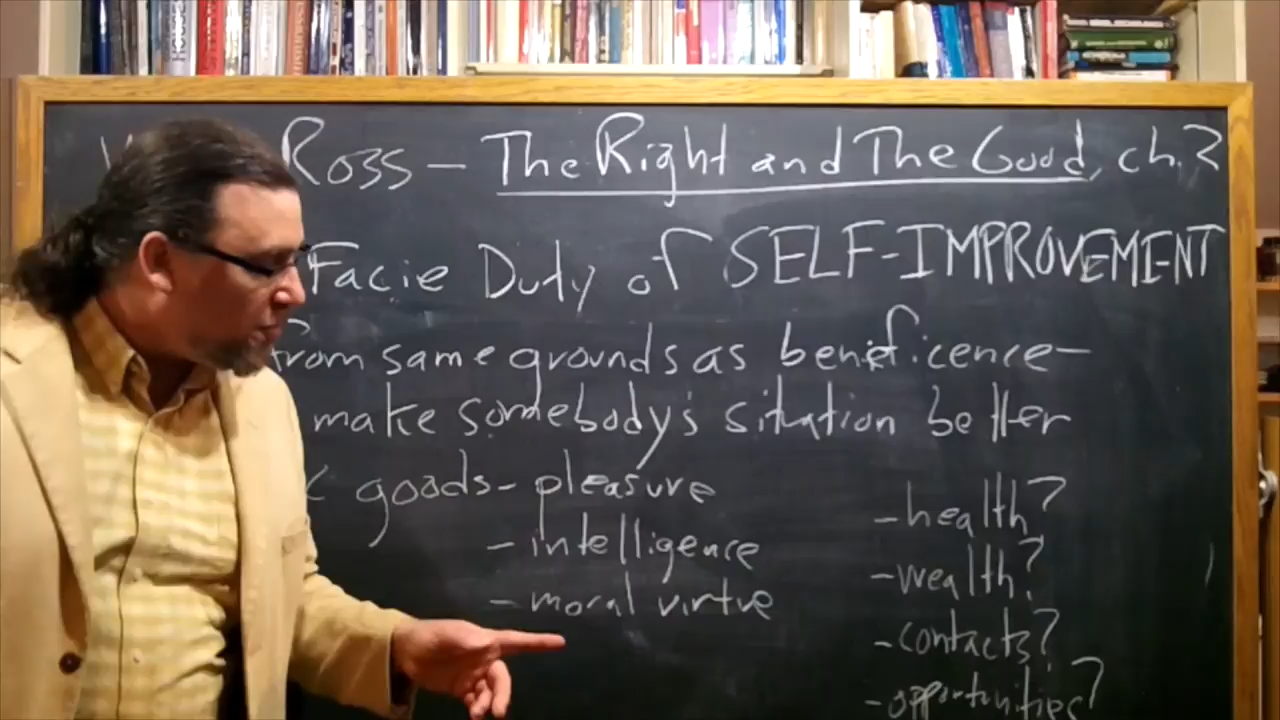 Ross - The Right and The Good, ch. 2
Facie Duty of SELF-IMPROVEMENT
from same grounds as beneficence-
make somebody's situation better
goods - pleasure
- intelligence
- moral virtue
- health?
- wealth?
- contacts?
- opportunities?